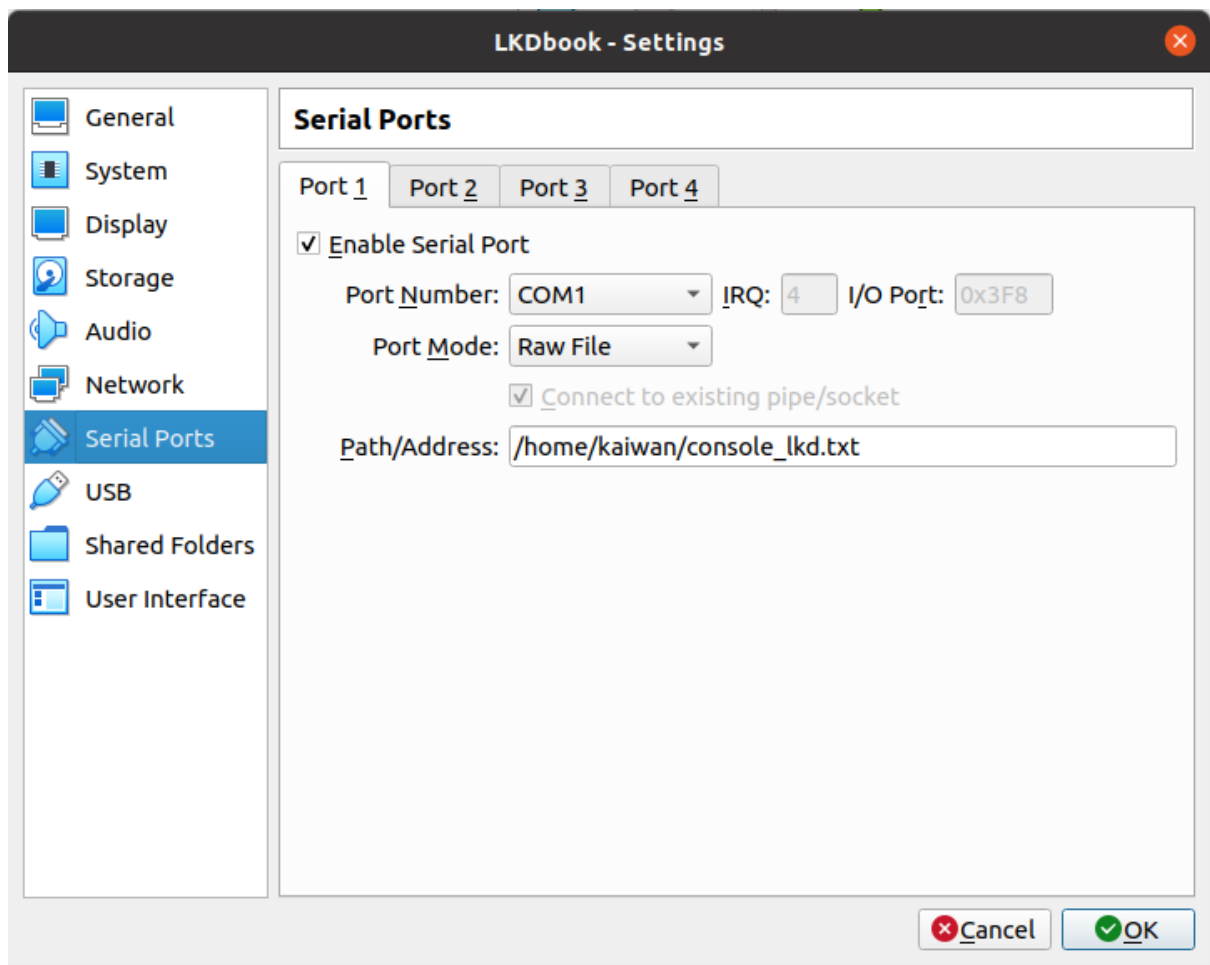 LKDbook - Settings
General
System
Display
Storage
Audio
Network
Serial Ports
USB
Shared Folders
User Interface
Serial Ports
Port 1 Port 2 Port 3 Port 4
Enable Serial Port
Port Number: COM1 IRQ: 4 I/O Port: 0x3F8
Port Mode: Raw File
Connect to existing pipe/socket
Path/Address: /home/kaiwan/console_lkd.txt
Cancel OK